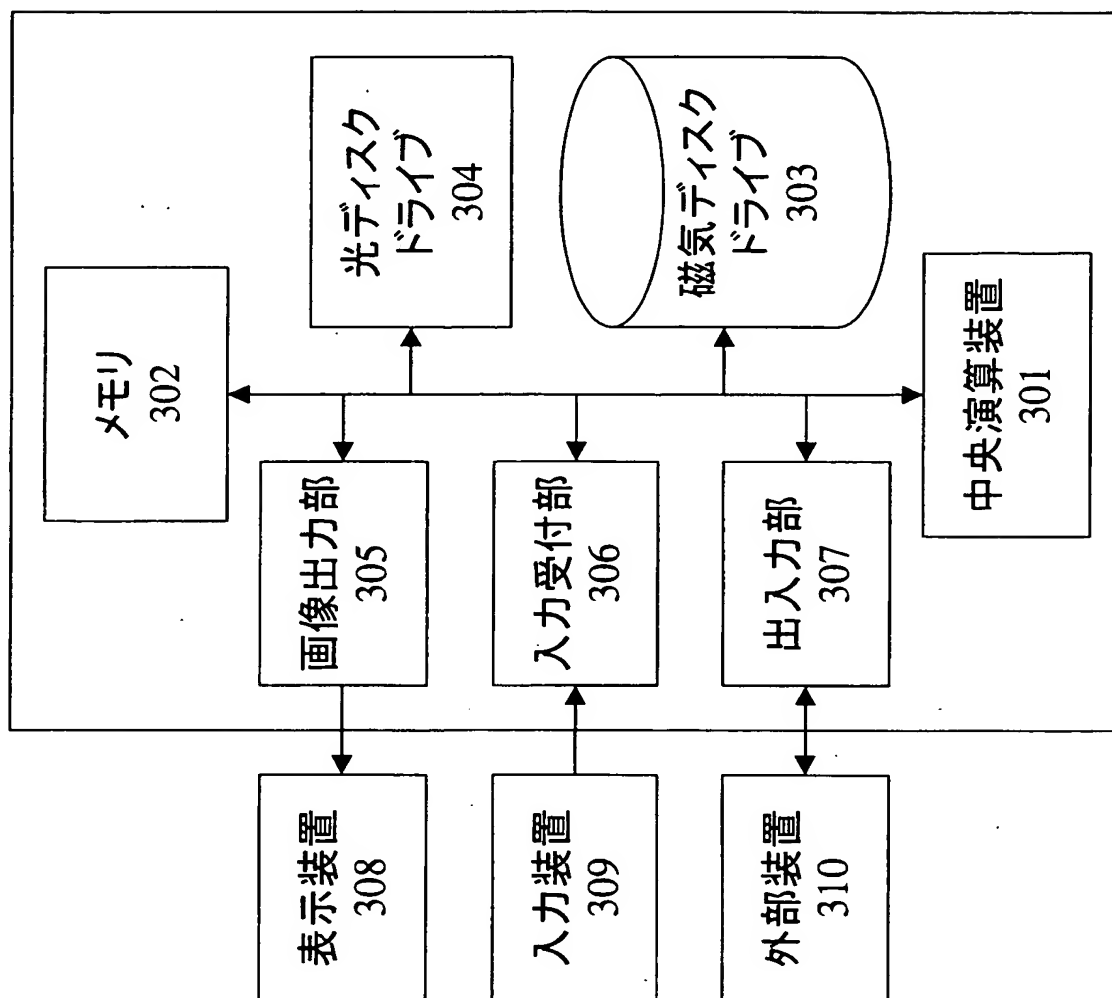 メモリ
302
表示装置
308
画像出力部
305
光ディスク
ドライブ
304
入力装置
309
入力受付部
306
外部装置
310
出入力部
307
磁気ディスク
ドライブ
303
中央演算装置
301